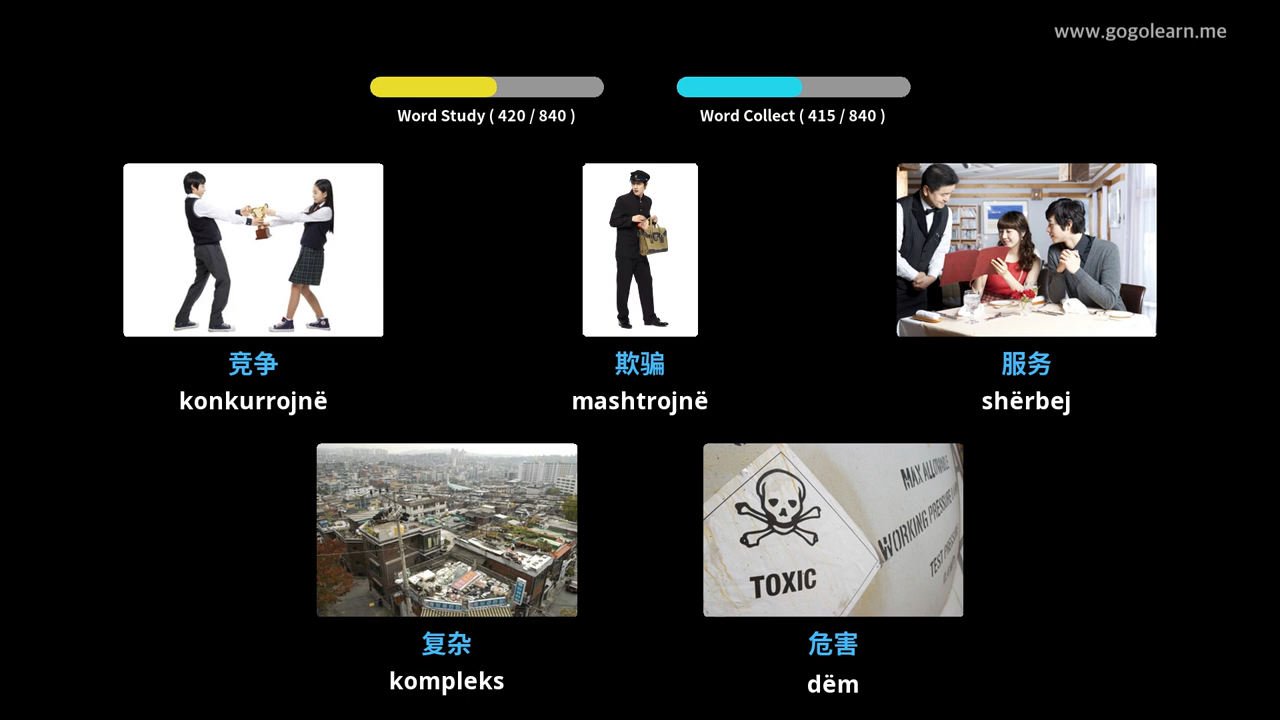 www.gogolearn.me
Word Study ( 420 / 840 )
Word Collect ( 415 / 840 )
竞争
konkurrojnë
欺骗
mashtrojnë
服务
shërbej
TOXIC
MAX ALLOWABLE
WORKING PRESSURE
复杂
kompleks
危害
dëm